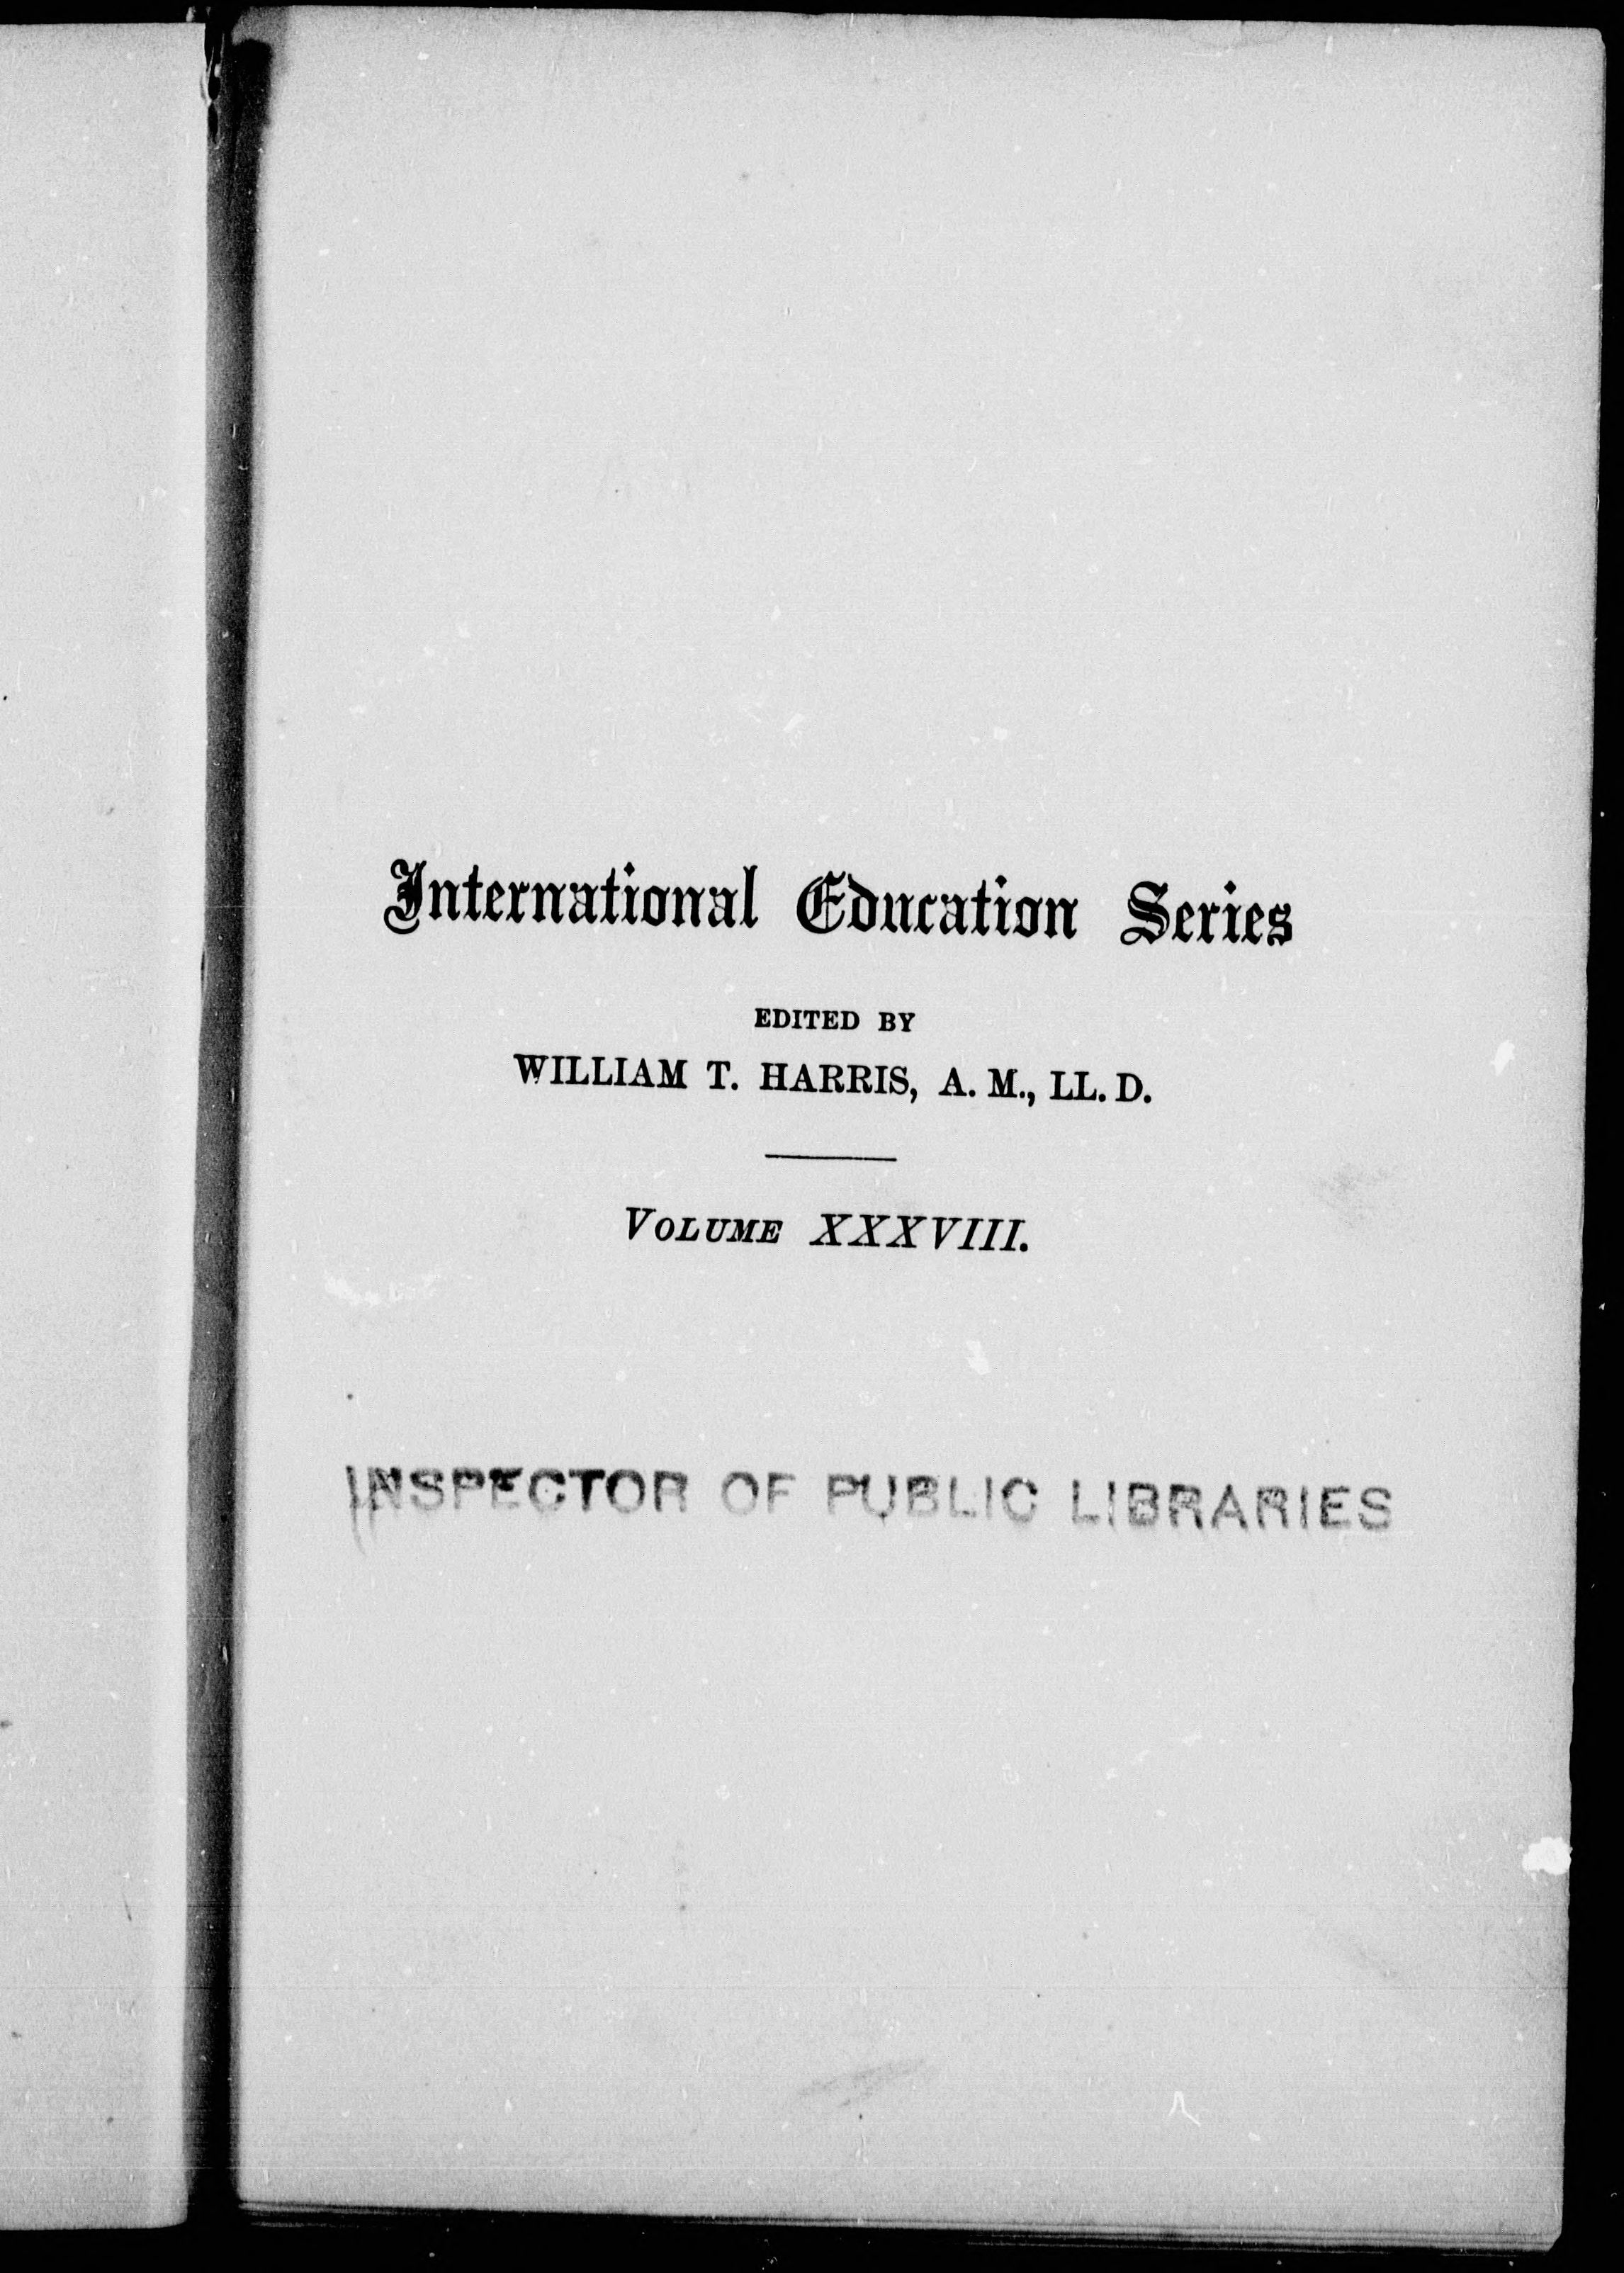 International Education Series
EDITED BY
WILLIAM T. HARRIS, A. M., LL. D.
VOLUME XXXVIII.
INSPECTOR OF PUBLIC LIBRARIES